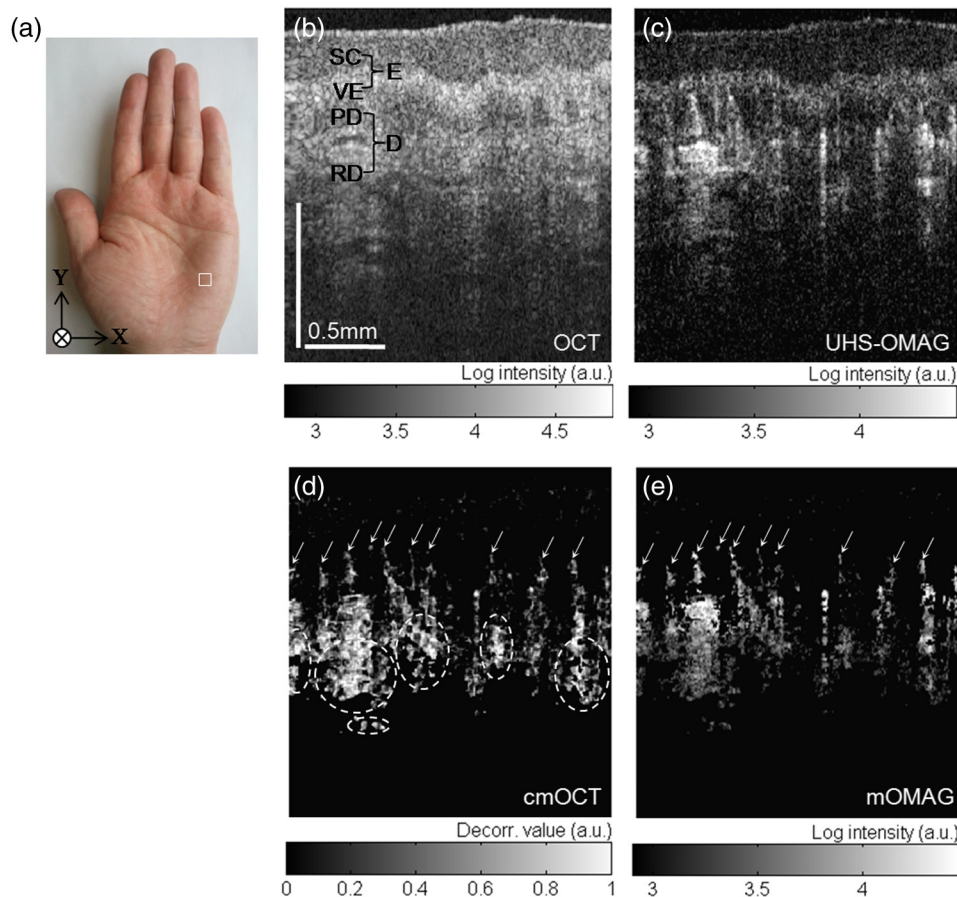 (a)
Y
X
(b)
SC
E
VE
PD
D
RD
0.5mm
OCT
Log intensity (a.u.)
3 3.5 4 4.5
(c)
UHS-OMAG
Log intensity (a.u.)
3 3.5 4
(d)
cmOCT
Decorr. value (a.u.)
0 0.2 0.4 0.6 0.8 1
(e)
mOMAG
Log intensity (a.u.)
3 3.5 4